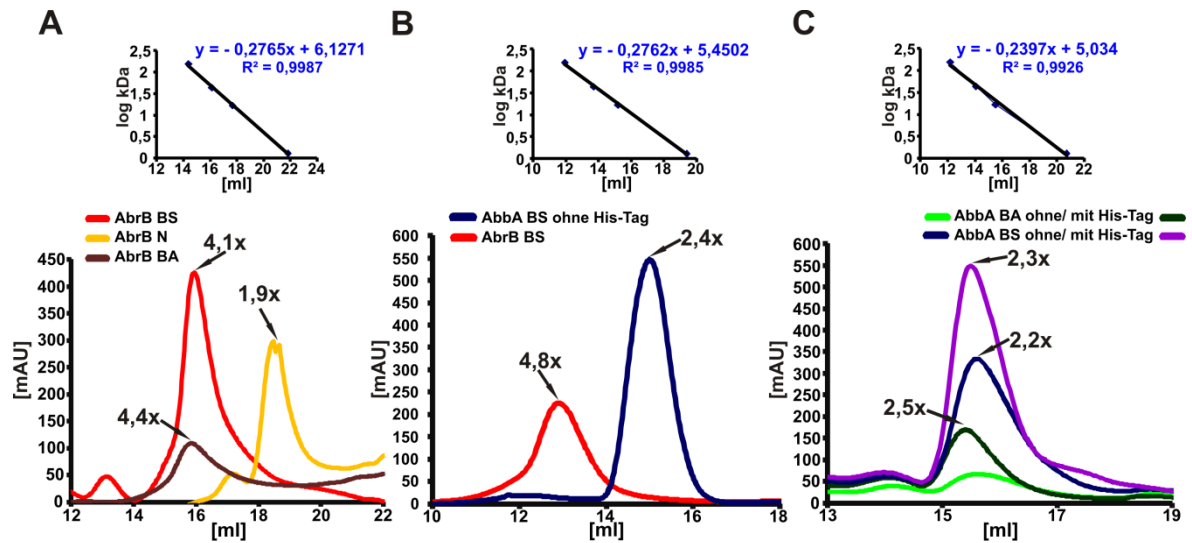 A
y = - 0,2765x + 6,1271
R² = 0,9987
log kDa
2,5
2
1,5
1
0,5
0
12 14 16 18 20 22 24
[ml]
AbrB BS
AbrB N
AbrB BA
[mAU]
450
400
350
300
250
200
150
100
50
0
4,1x
1,9x
4,4x
12 14 16 18 20 22
[ml]
B
y = - 0,2762x + 5,4502
R² = 0,9985
log kDa
2,5
2
1,5
1
0,5
0
10 12 14 16 18 20
[ml]
AbbA BS ohne His-Tag
AbrB BS
[mAU]
600
550
500
450
400
350
300
250
200
150
100
50
0
2,4x
4,8x
10 12 14 16 18
[ml]
C
y = - 0,2397x + 5,034
R² = 0,9926
log kDa
2,5
2
1,5
1
0,5
0
10 12 14 16 18 20 22
[ml]
AbbA BA ohne/ mit His-Tag
AbbA BS ohne/ mit His-Tag
[mAU]
600
550
500
450
400
350
300
250
200
150
100
50
0
2,3x
2,2x
2,5x
13 15 17 19
[ml]